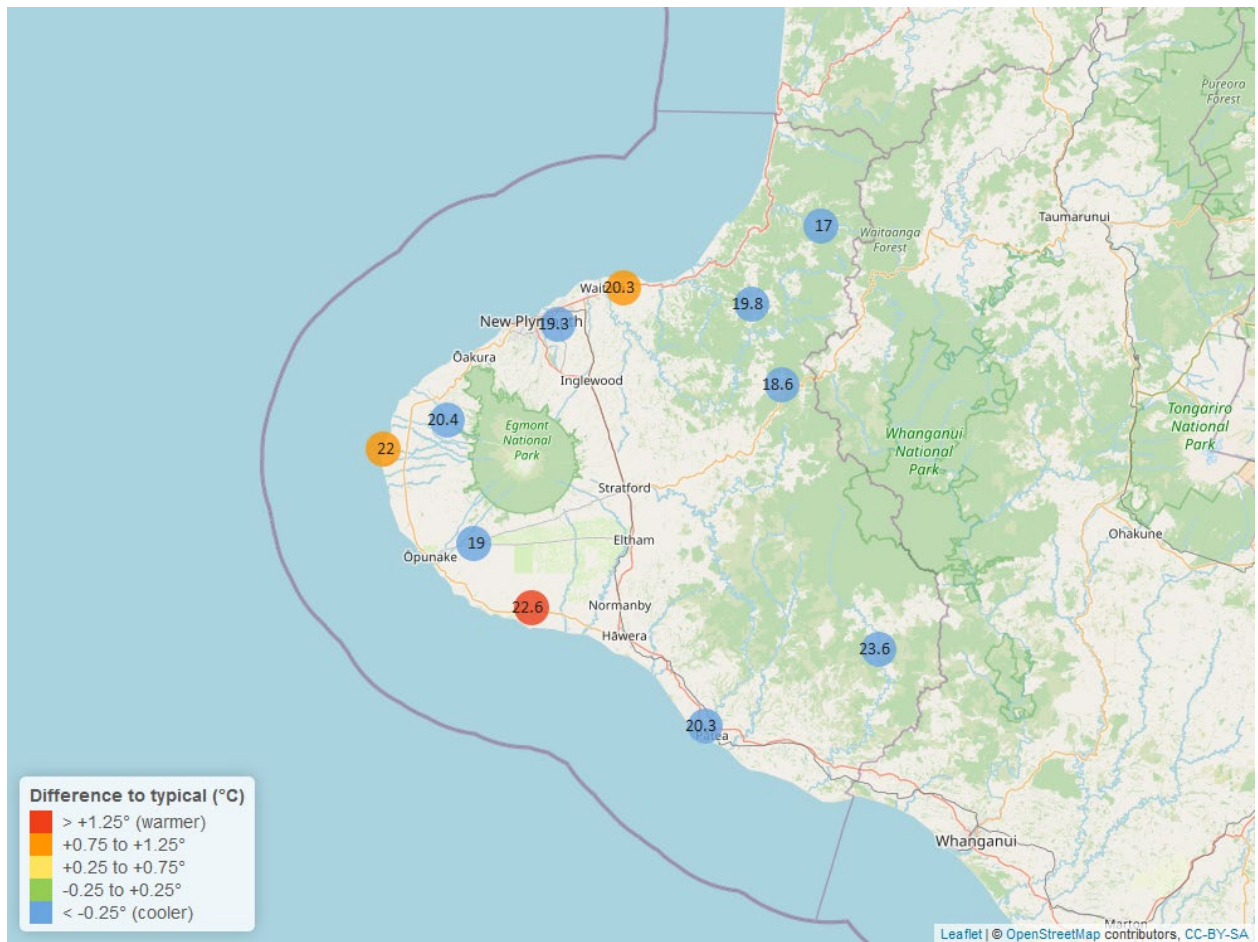 Pureora
Forest
Taumarunui
17
Waitaanga
Forest
20.3
19.8
New Plymouth
19.3
Ōakura
Inglewood
18.6
20.4
Egmont
National
Park
Tongariro
National
Park
Whanganui
National
Park
22
Stratford
19
Ōpunake
Eltham
Ohakune
22.6
Normanby
Hāwera
23.6
20.3
Patea
Difference to typical (°C)
> +1.25° (warmer)
+0.75 to +1.25°
+0.25 to +0.75°
-0.25 to +0.25°
< -0.25° (cooler)
Whanganui
Marton
Leaflet | © OpenStreetMap contributors, CC-BY-SA